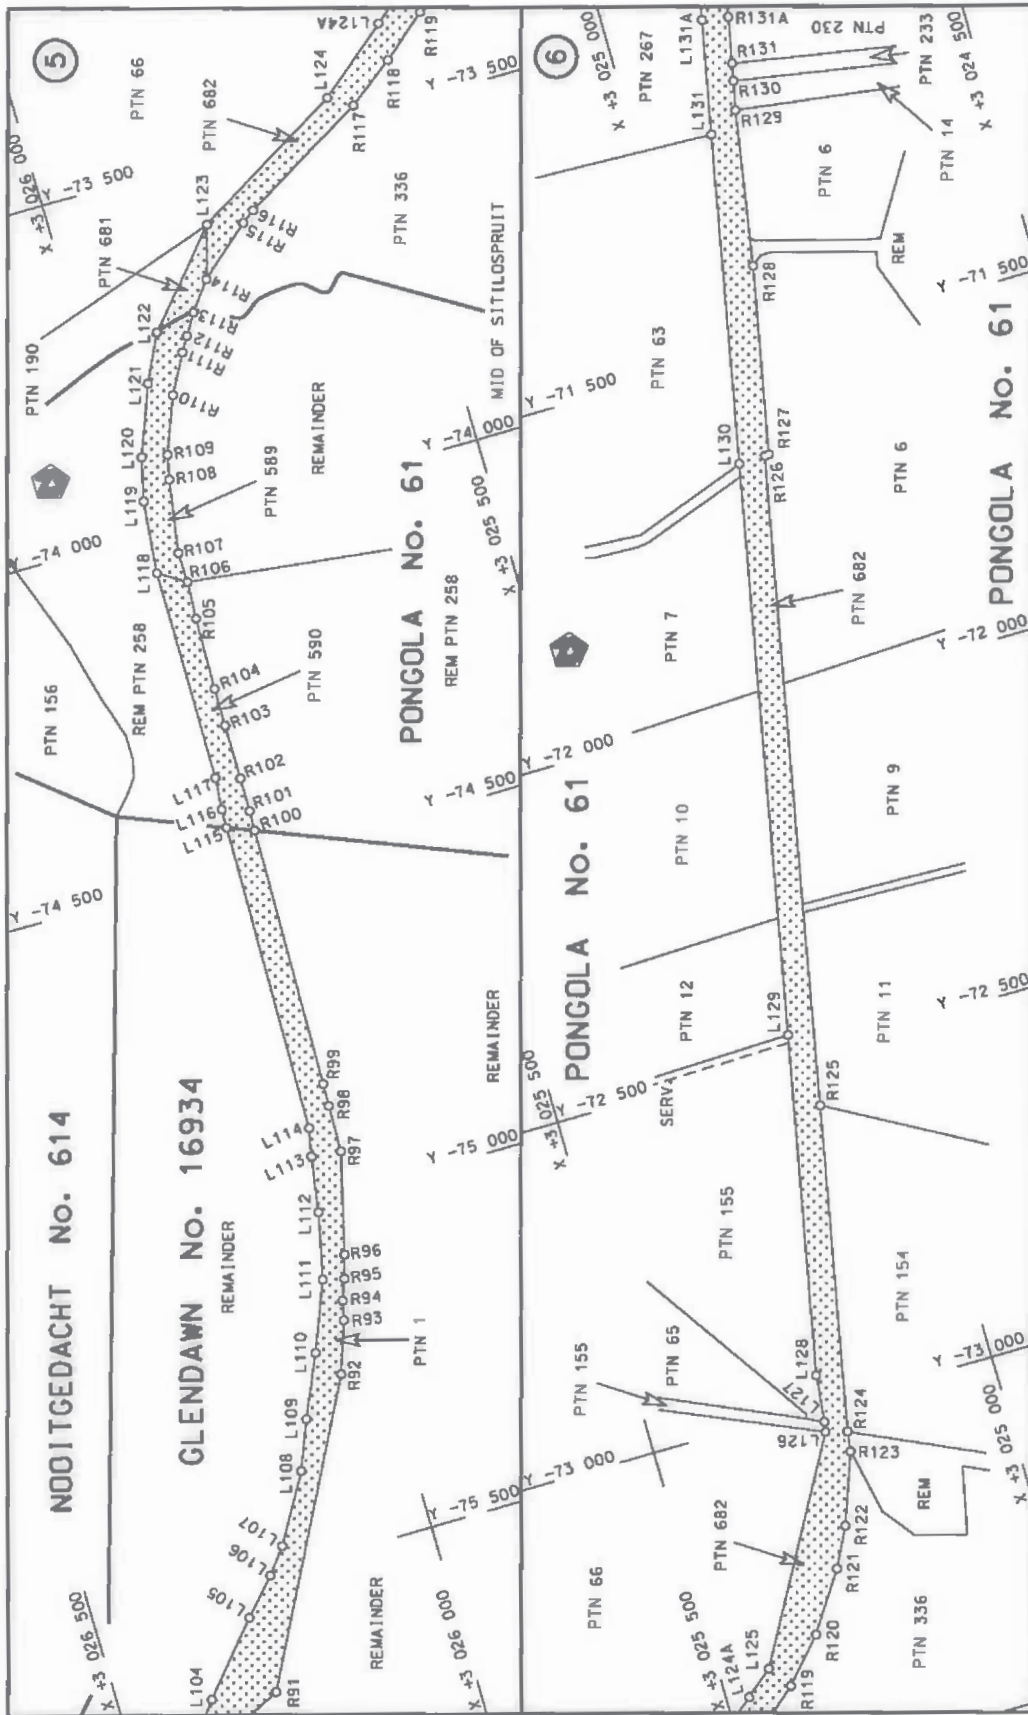 5
NOOITGEDACHT No. 614
GLENDAWN No. 16934
REMAINDER
PTN 156
REM PTN 258
PTN 190
PTN 681
PTN 682
PTN 66
X +3 026 500
X +3 026 000
Y -74 500
Y -74 000
Y -73 500
L104
L105
L106
L107
L108
L109
L110
L111
L112
L113
L114
L115
L116
L117
L118
L119
L120
L121
L122
L123
L124
L124A
R91
R92
R93
R94
R95
R96
R97
R98
R99
R100
R101
R102
R103
R104
R105
R106
R107
R108
R109
R110
R111
R112
R113
R114
R115
R116
R117
R118
R119
PTN 1
PTN 590
PTN 589
REMAINDER
PTN 336
PONGOLA No. 61
REM PTN 258
REMAINDER
REMAINDER
MID OF SITILOSPRUIT
X +3 026 000
Y -75 500
Y -75 000
Y -74 500
Y -74 000
X +3 025 500
Y -73 500
6
PTN 66
PTN 682
PTN 155
PTN 65
PTN 155
SERV.
PTN 12
PONGOLA No. 61
PTN 10
PTN 7
PTN 63
PTN 267
X +3 025 500
Y -73 000
X +3 025 500
Y -72 500
Y -72 000
Y -71 500
X +3 025 000
L124A
L125
L126
L127
L128
L129
L130
L131
L131A
R119
R120
R121
R122
R123
R124
R125
R126
R127
R128
R129
R130
R131
R131A
PTN 336
REM
PTN 154
PTN 11
PTN 9
PTN 682
PTN 6
REM
PTN 6
PTN 14
PTN 233
PTN 230
PONGOLA No. 61
X +3 025 000
Y -73 000
Y -72 500
Y -72 000
Y -71 500
X +3 024 500